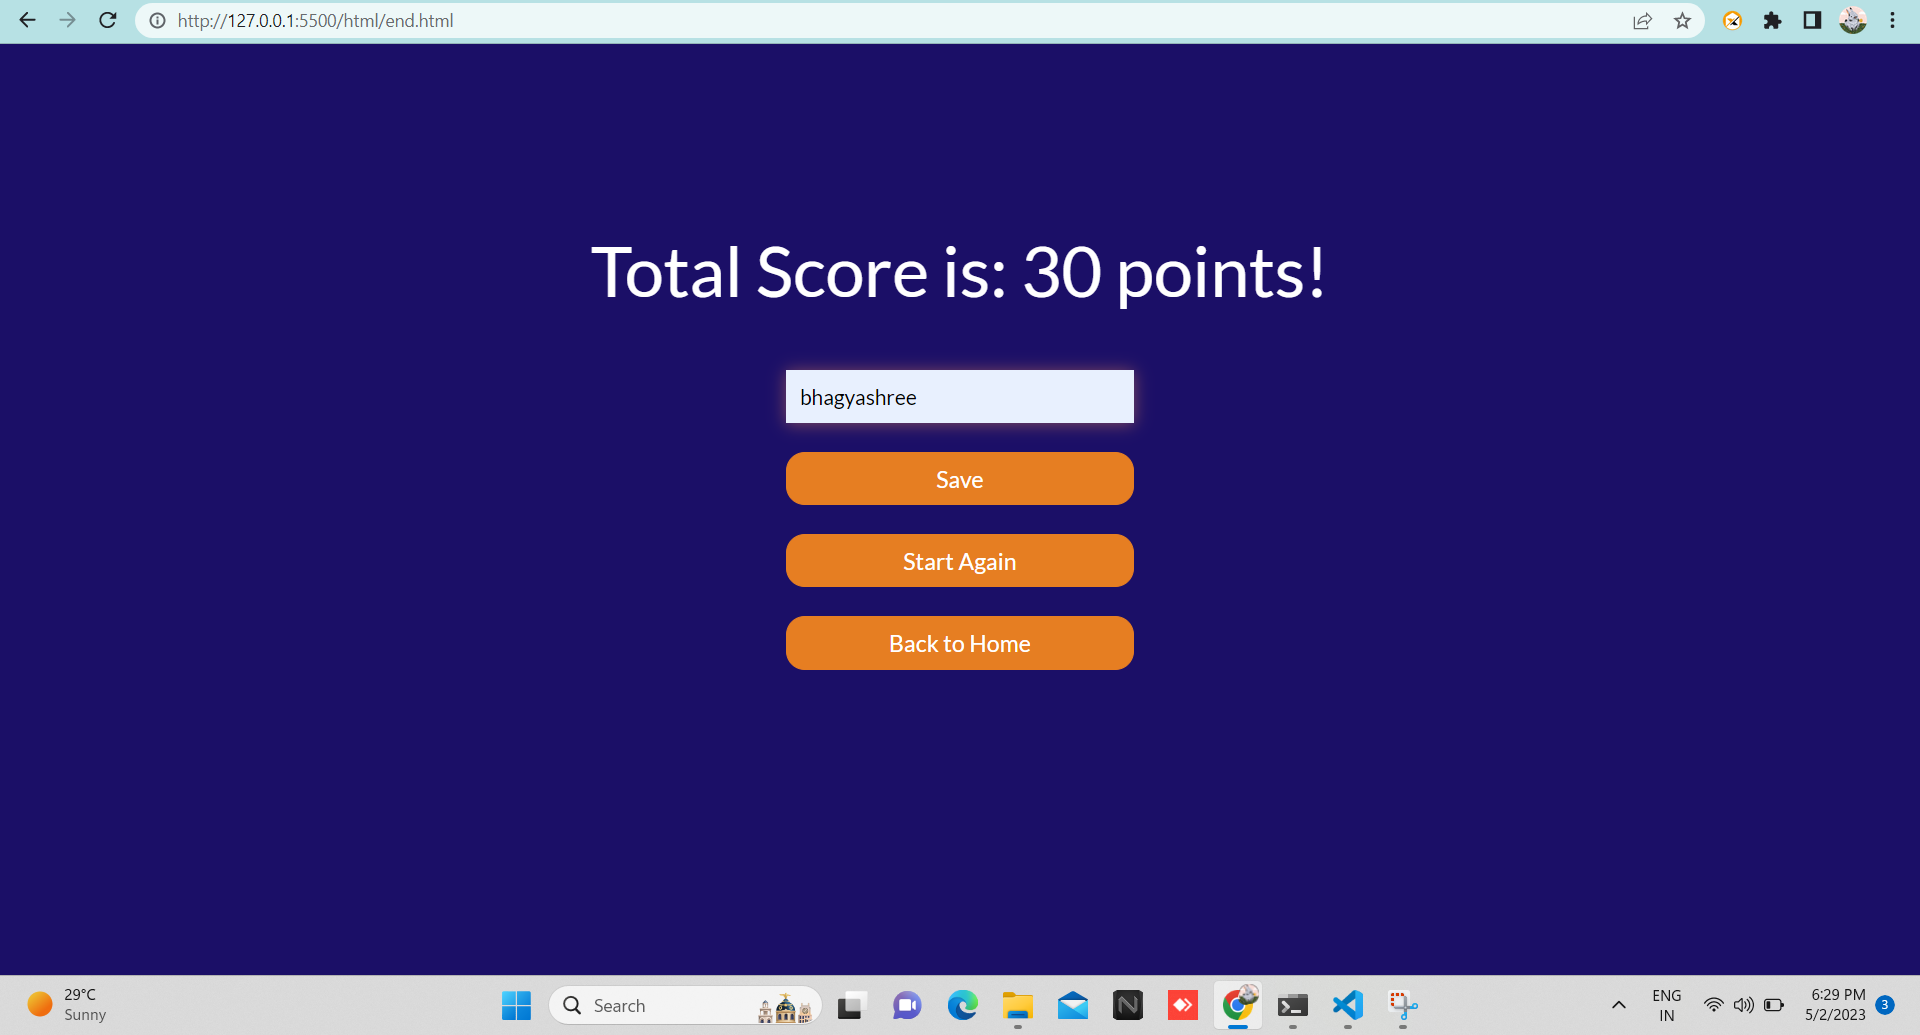 http://127.0.0.1:5500/html/end.html
Total Score is: 30 points!
bhagyashree
Save
Start Again
Back to Home
29°C
Sunny
Search
N
ENG
IN
6:29 PM
5/2/2023
3